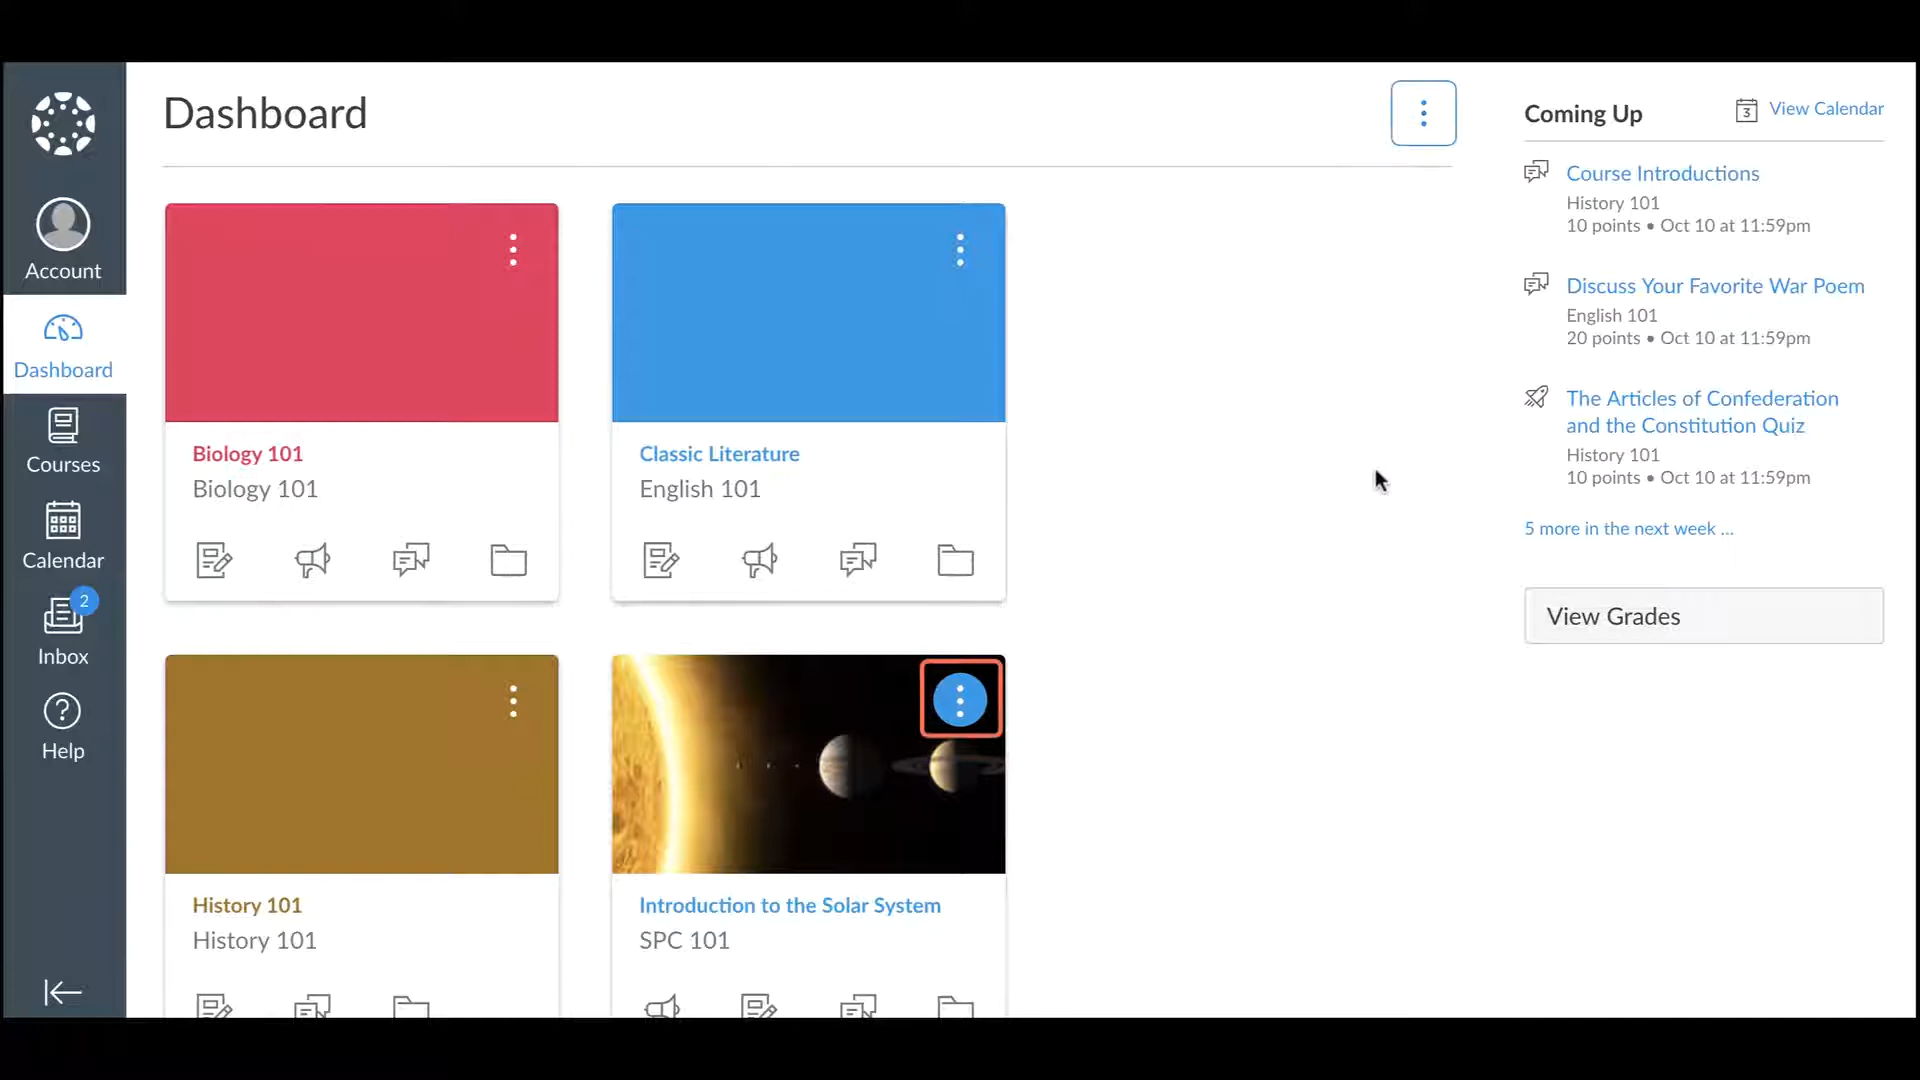 Dashboard
Account
Dashboard
Courses
Calendar
2
Inbox
?
Help
Biology 101
Biology 101
Classic Literature
English 101
History 101
History 101
Introduction to the Solar System
SPC 101
Coming Up
3
View Calendar
Course Introductions
History 101
10 points • Oct 10 at 11:59pm
Discuss Your Favorite War Poem
English 101
20 points • Oct 10 at 11:59pm
The Articles of Confederation
and the Constitution Quiz
History 101
10 points • Oct 10 at 11:59pm
5 more in the next week ...
View Grades